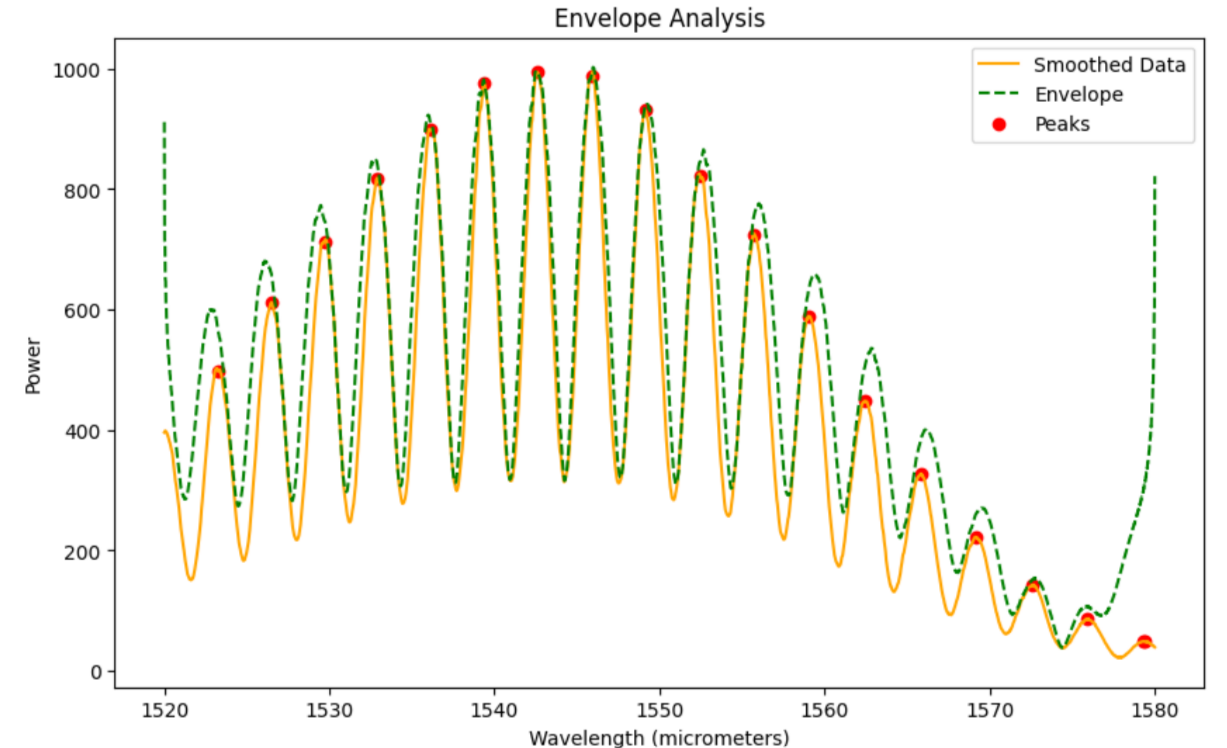 Envelope Analysis
Smoothed Data
Envelope
Peaks
Power
1000
800
600
400
200
0
1520 1530 1540 1550 1560 1570 1580
Wavelength (micrometers)